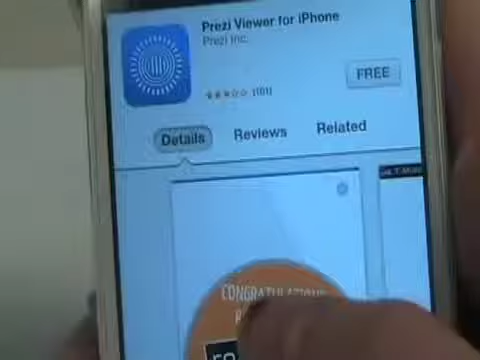 Prezi Viewer for iPhone
Prezi Inc.
FREE
Details
Reviews
Related
CONGRATULATIONS